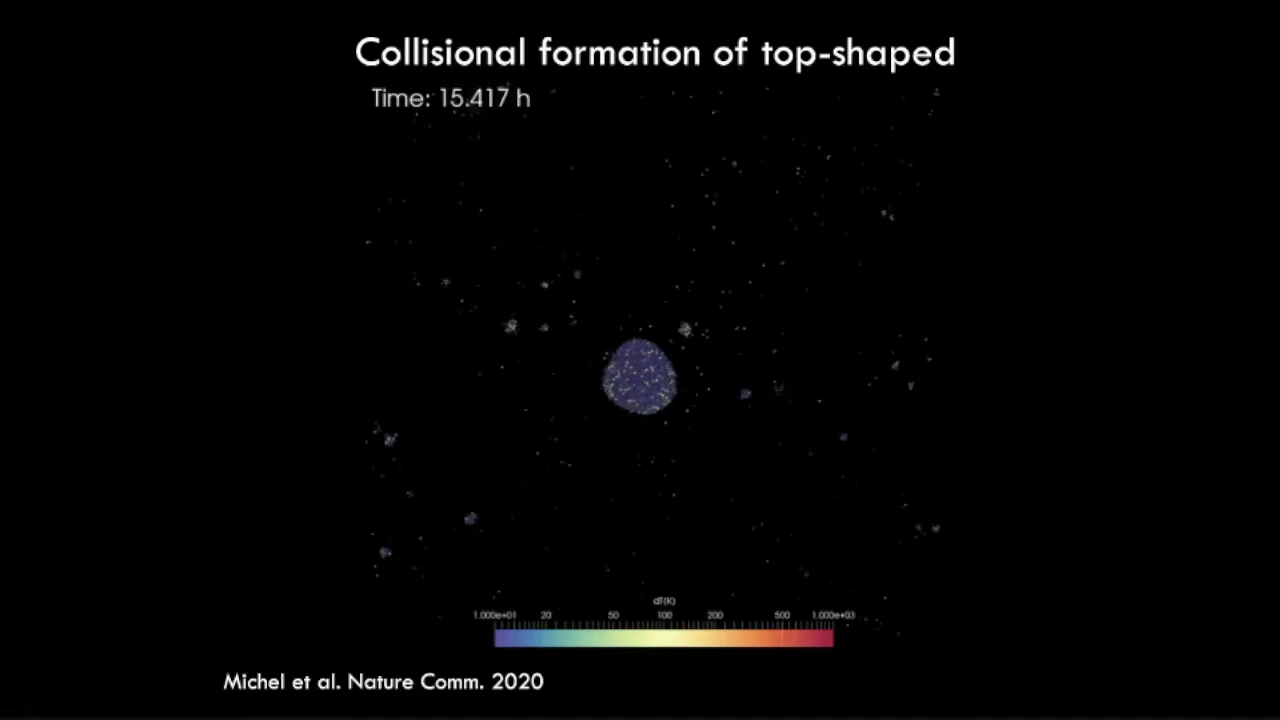 Collisional formation of top-shaped
Time: 15.417 h
dT(K)
1.000e+01 20 50 100 200 500 1.000e+03
Michel et al. Nature Comm. 2020